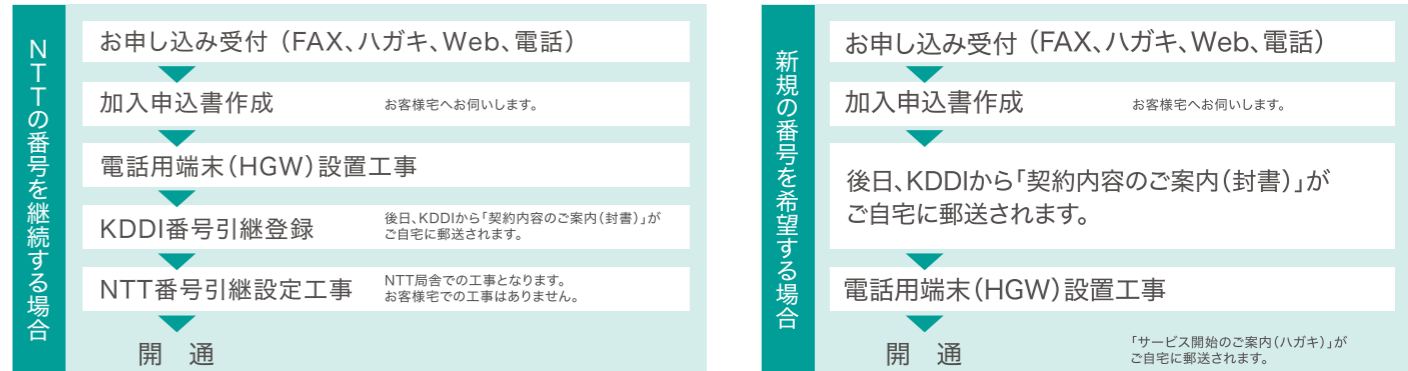 NTTの番号を継続する場合
お申し込み受付（FAX、ハガキ、Web、電話）
加入申込書作成
お客様宅へお伺いします。
電話用端末（HGW）設置工事
KDDI番号引継登録
後日、KDDIから「契約内容のご案内（封書）」が
ご自宅に郵送されます。
NTT番号引継設定工事
NTT局舎での工事となります。
お客様宅での工事はありません。
開　通
新規の番号を希望する場合
お申し込み受付（FAX、ハガキ、Web、電話）
加入申込書作成
お客様宅へお伺いします。
後日、KDDIから「契約内容のご案内（封書）」が
ご自宅に郵送されます。
電話用端末（HGW）設置工事
開　通
「サービス開始のご案内（ハガキ）」が
ご自宅に郵送されます。